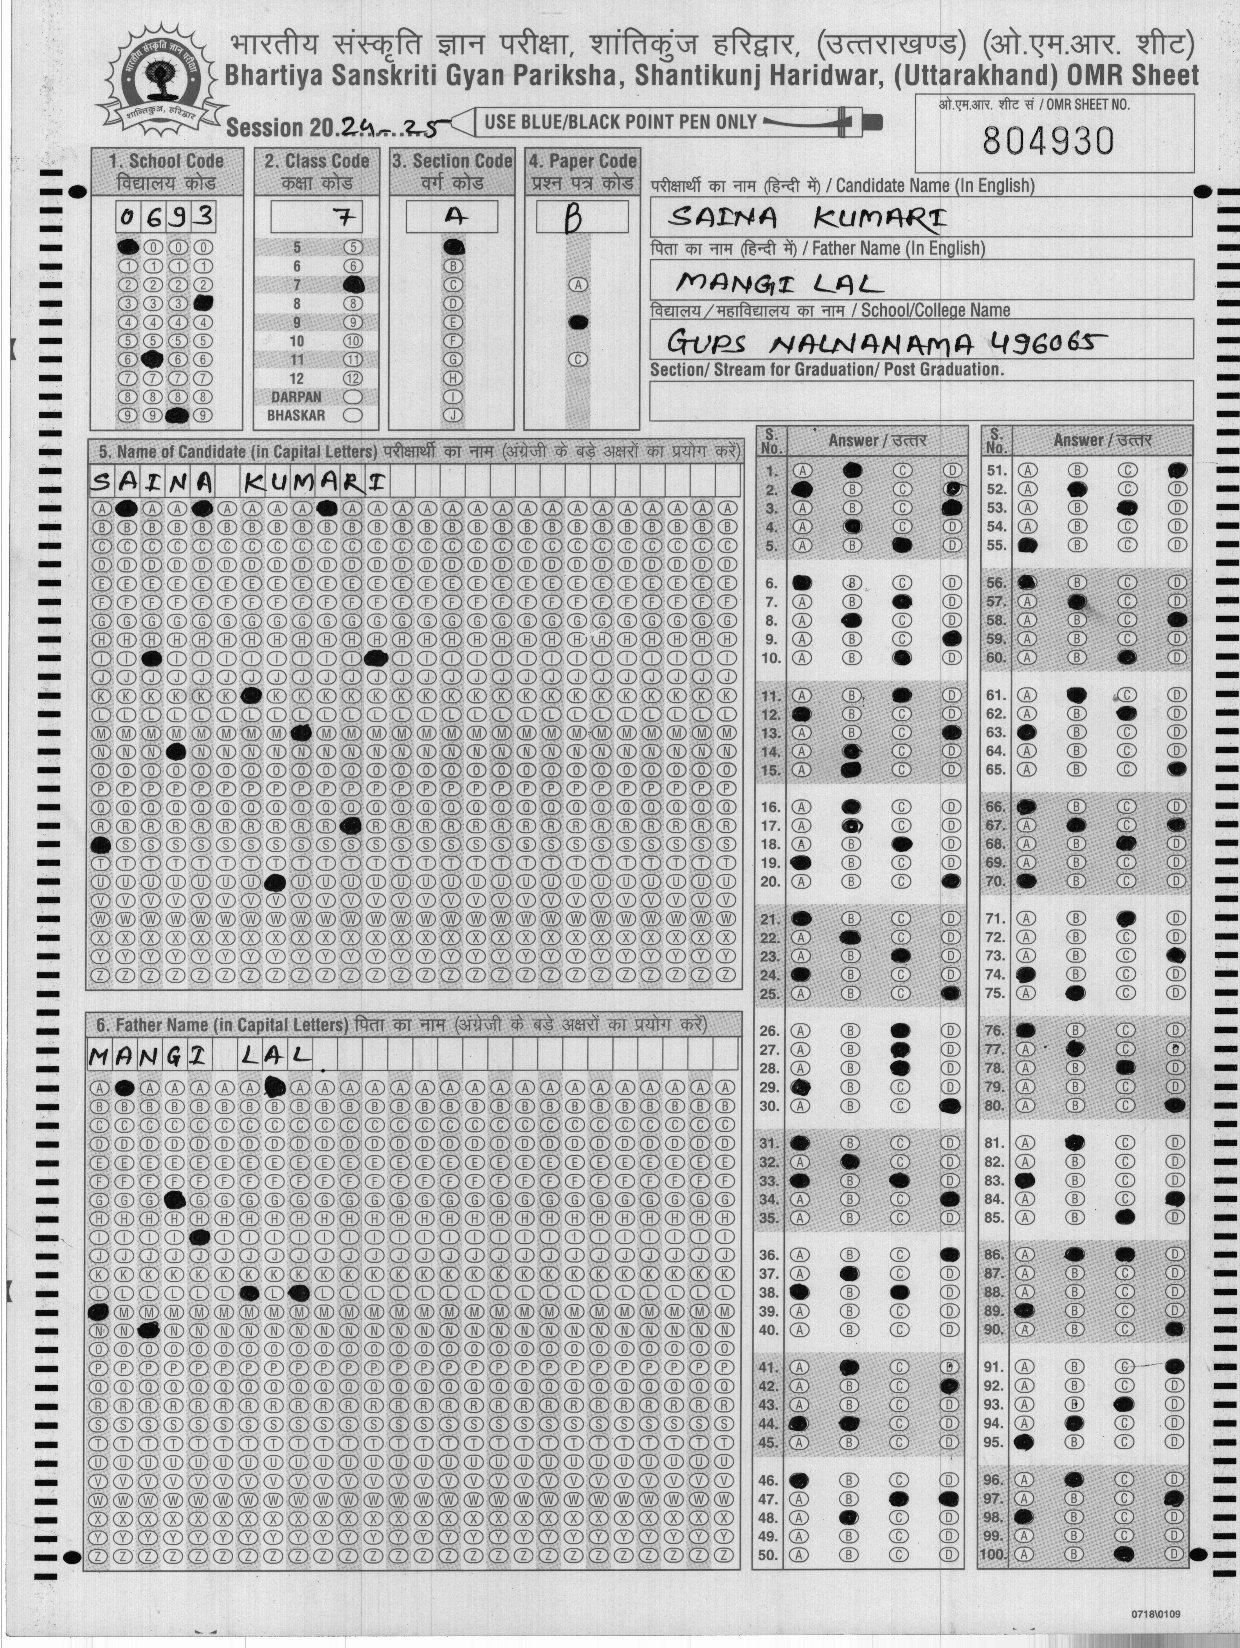 भारतीय संस्कृति ज्ञान परीक्षा, शांतिकुंज हरिद्वार, (उत्तराखण्ड) (ओ.एम.आर. शीट)
Bhartiya Sanskriti Gyan Pariksha, Shantikunj Haridwar, (Uttarakhand) OMR Sheet
Session 20.24-..25
USE BLUE/BLACK POINT PEN ONLY
ओ.एम.आर. शीट सं / OMR SHEET NO.
804930
1. School Code
विद्यालय कोड
0693
2. Class Code
कक्षा कोड
7
5
6
7
8
9
10
11
12
DARPAN
BHASKAR
3. Section Code
वर्ग कोड
A
4. Paper Code
प्रश्न पत्र कोड
B
परीक्षार्थी का नाम (हिन्दी में) / Candidate Name (In English)
SAINA KUMARI
पिता का नाम (हिन्दी में) / Father Name (In English)
MANGI LAL
विद्यालय / महाविद्यालय का नाम / School/College Name
GUPS NALNANAMA 496065
Section/ Stream for Graduation/ Post Graduation.
5. Name of Candidate (in Capital Letters) परीक्षार्थी का नाम (अंग्रेजी के बड़े अक्षरों का प्रयोग करें)
SAINA KUMARI
6. Father Name (in Capital Letters) पिता का नाम (अंग्रेजी के बड़े अक्षरों का प्रयोग करें)
MANGI LAL
S. No. Answer / उत्तर
S. No. Answer / उत्तर
0718\0109